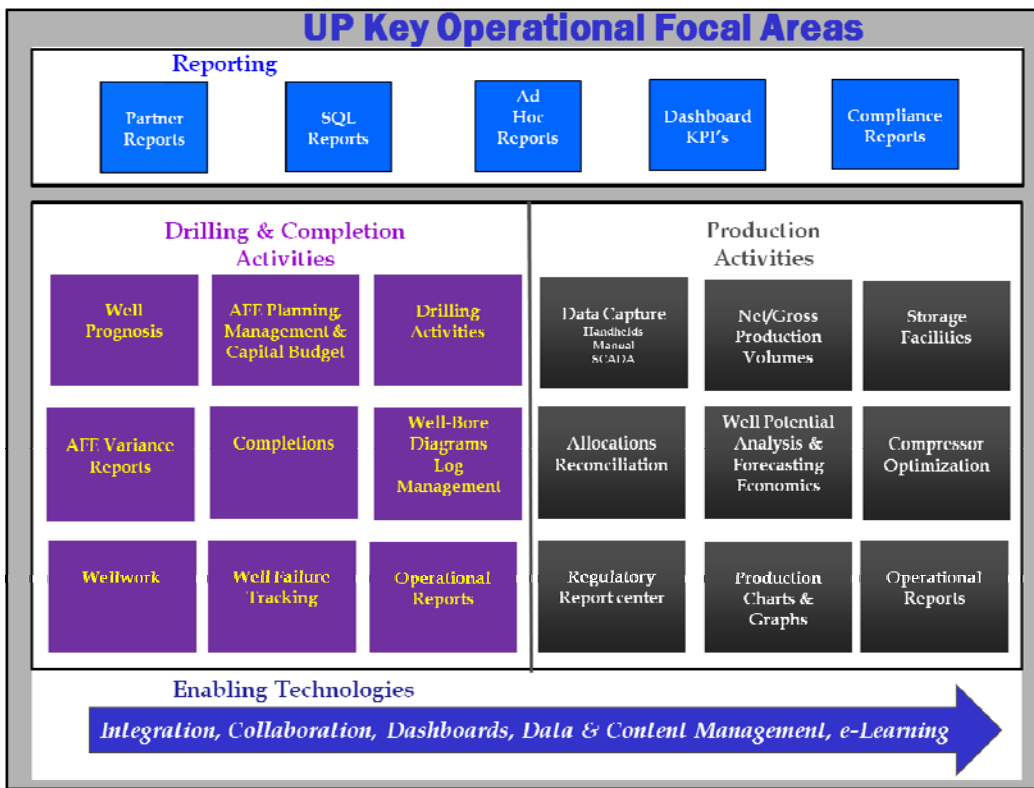 UP Key Operational Focal Areas
Reporting
Partner
Reports
SQL
Reports
Ad
Hoc
Reports
Dashboard
KPI's
Compliance
Reports
Drilling & Completion
Activities
Well
Prognosis
AFE Planning,
Management &
Capital Budget
Drilling
Activities
AFE Variance
Reports
Completions
Well-Bore
Diagrams
Log
Management
Wellwork
Well Failure
Tracking
Operational
Reports
Production
Activities
Data Capture
Handhelds
Manual
SCADA
Net/Gross
Production
Volumes
Storage
Facilities
Allocations
Reconciliation
Well Potential
Analysis &
Forecasting
Economics
Compressor
Optimization
Regulatory
Report center
Production
Charts &
Graphs
Operational
Reports
Enabling Technologies
Integration, Collaboration, Dashboards, Data & Content Management, e-Learning